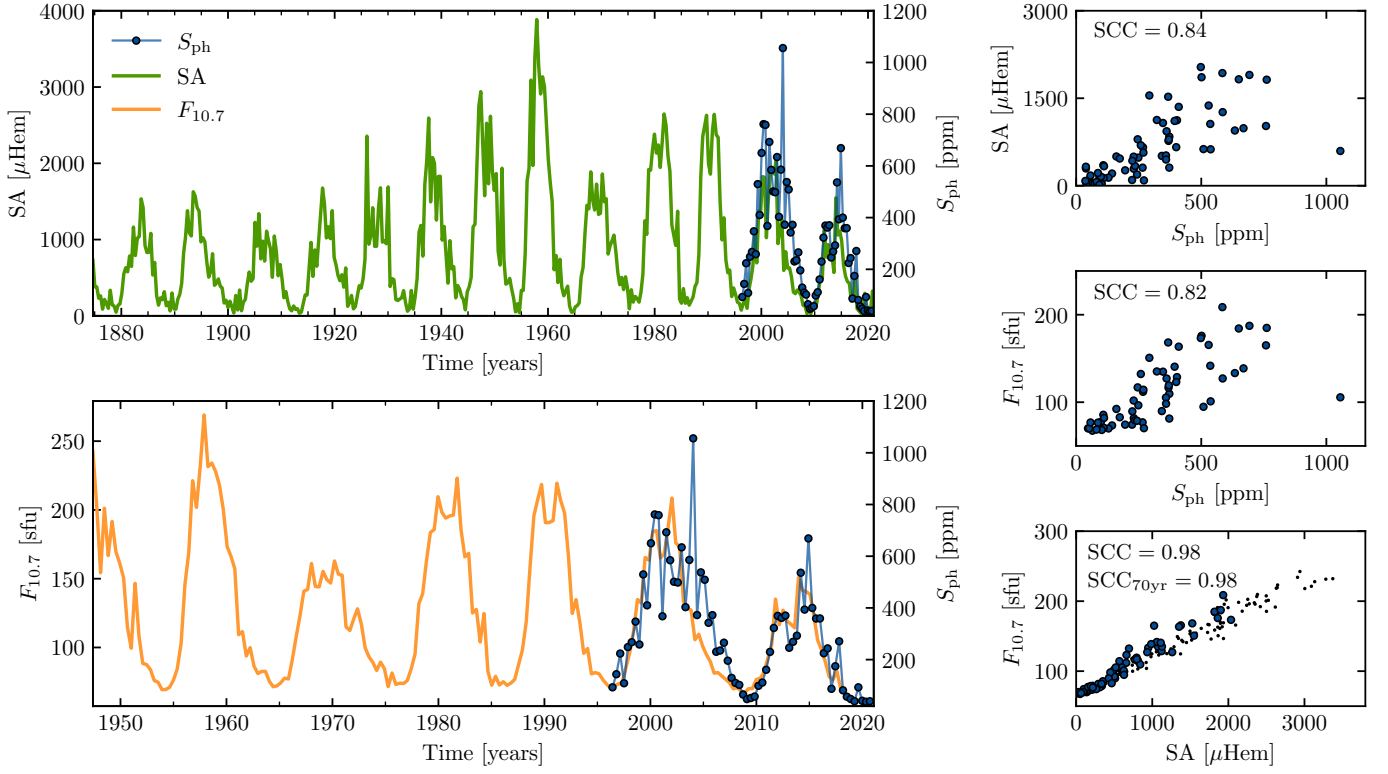 S_ph
SA
F_10.7
4000
3000
2000
1000
0
SA [μHem]
1200
1000
800
600
400
200
0
S_ph [ppm]
1880 1900 1920 1940 1960 1980 2000 2020
Time [years]
SCC = 0.84
3000
1500
0
SA [μHem]
0 500 1000
S_ph [ppm]
SCC = 0.82
200
100
F_10.7 [sfu]
0 500 1000
S_ph [ppm]
250
200
150
100
F_10.7 [sfu]
1200
1000
800
600
400
200
0
S_ph [ppm]
1950 1960 1970 1980 1990 2000 2010 2020
Time [years]
SCC = 0.98
SCC_70yr = 0.98
300
200
100
F_10.7 [sfu]
0 1000 2000 3000
SA [μHem]